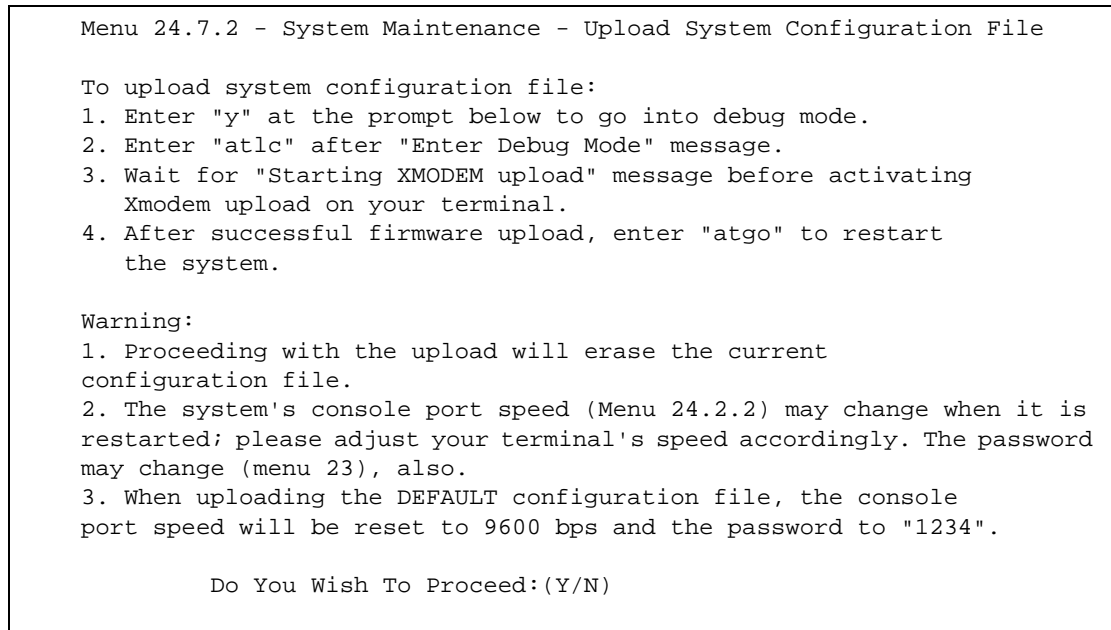 Menu 24.7.2 - System Maintenance - Upload System Configuration File
To upload system configuration file:
1. Enter "y" at the prompt below to go into debug mode.
2. Enter "atlc" after "Enter Debug Mode" message.
3. Wait for "Starting XMODEM upload" message before activating
Xmodem upload on your terminal.
4. After successful firmware upload, enter "atgo" to restart
the system.
Warning:
1. Proceeding with the upload will erase the current
configuration file.
2. The system's console port speed (Menu 24.2.2) may change when it is
restarted; please adjust your terminal's speed accordingly. The password
may change (menu 23), also.
3. When uploading the DEFAULT configuration file, the console
port speed will be reset to 9600 bps and the password to "1234".
Do You Wish To Proceed:(Y/N)